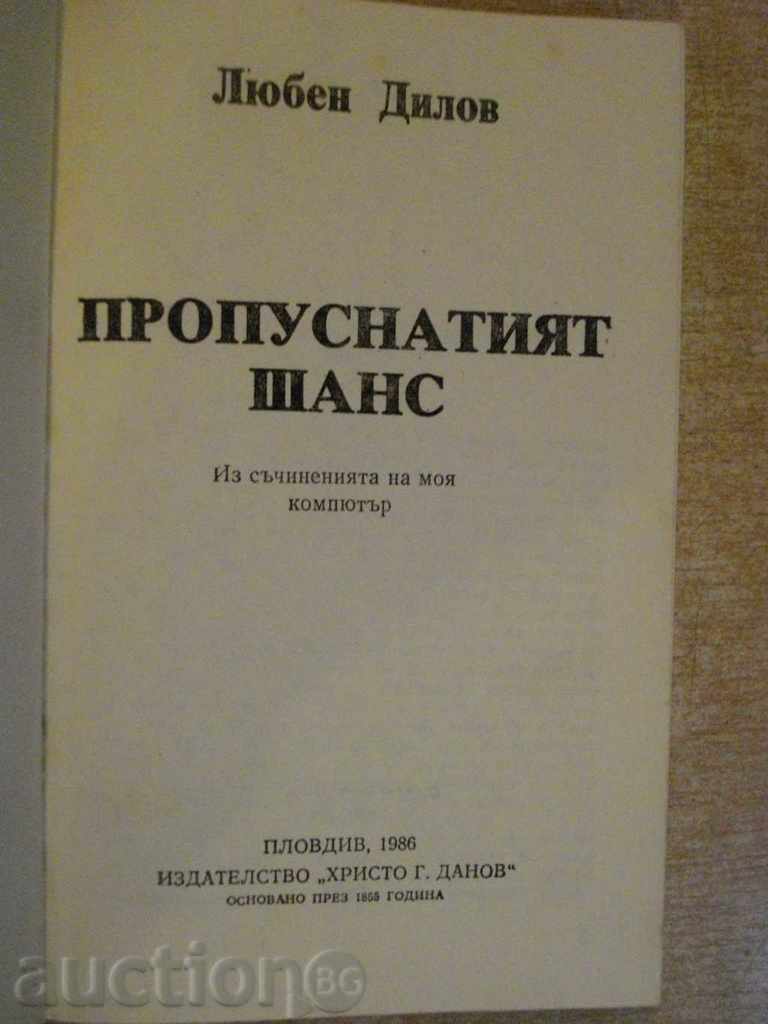 Любен Дилов
ПРОПУСНАТИЯТ
ШАНС
Из съчиненията на моя
компютър
ПЛОВДИВ, 1986
ИЗДАТЕЛСТВО „ХРИСТО Г. ДАНОВ“
ОСНОВАНО ПРЕЗ 1855 ГОДИНА
auction BG